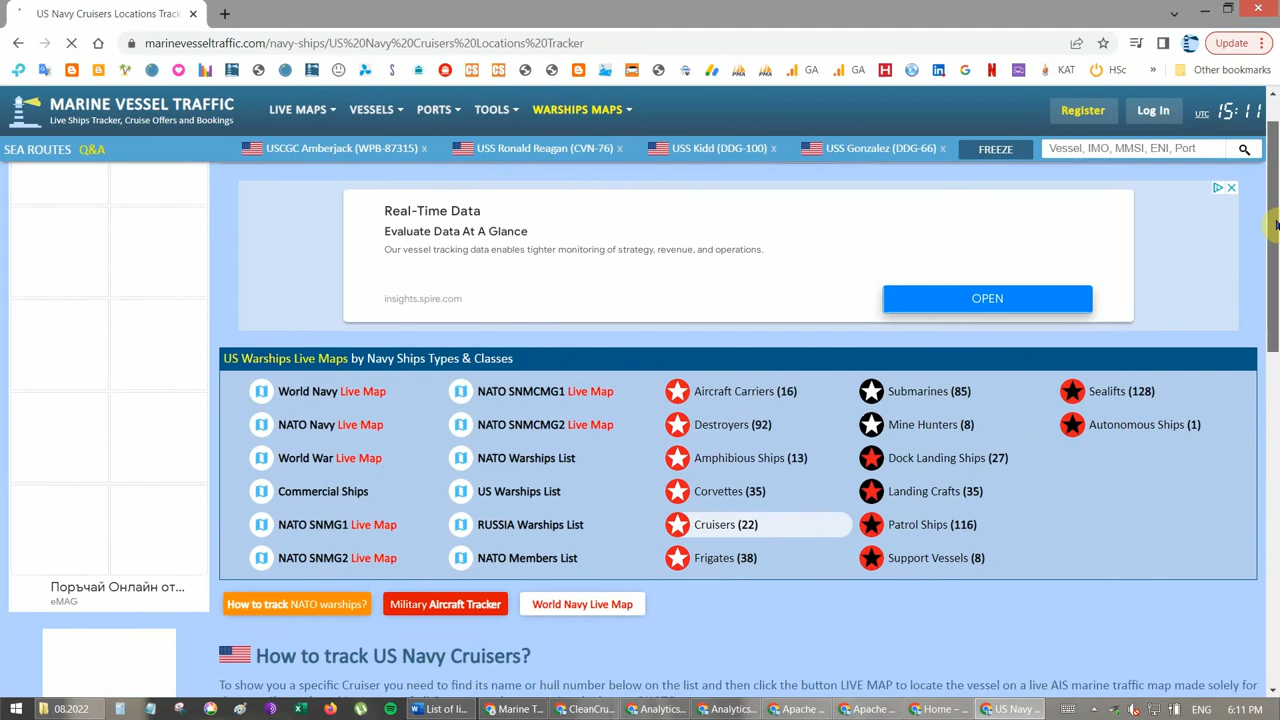 US Navy Cruisers Locations Track
marinevesseltraffic.com/navy-ships/US%20Navy%20Cruisers%20Locations%20Tracker
Update
GA
GA
KAT
HSc
»
Other bookmarks
MARINE VESSEL TRAFFIC
Live Ships Tracker, Cruise Offers and Bookings
LIVE MAPS
VESSELS
PORTS
TOOLS
WARSHIPS MAPS
Register
Log In
UTC 15:11
SEA ROUTES Q&A
USCGC Amberjack (WPB-87315) x
USS Ronald Reagan (CVN-76) x
USS Kidd (DDG-100) x
USS Gonzalez (DDG-66) x
FREEZE
Vessel, IMO, MMSI, ENI, Port
Real-Time Data
Evaluate Data At A Glance
Our vessel tracking data enables tighter monitoring of strategy, revenue, and operations.
insights.spire.com
OPEN
US Warships Live Maps by Navy Ships Types & Classes
World Navy Live Map
NATO SNMCMG1 Live Map
Aircraft Carriers (16)
Submarines (85)
Sealifts (128)
NATO Navy Live Map
NATO SNMCMG2 Live Map
Destroyers (92)
Mine Hunters (8)
Autonomous Ships (1)
World War Live Map
NATO Warships List
Amphibious Ships (13)
Dock Landing Ships (27)
Commercial Ships
US Warships List
Corvettes (35)
Landing Crafts (35)
NATO SNMG1 Live Map
RUSSIA Warships List
Cruisers (22)
Patrol Ships (116)
NATO SNMG2 Live Map
NATO Members List
Frigates (38)
Support Vessels (8)
Поръчай Онлайн от...
eMAG
How to track NATO warships?
Military Aircraft Tracker
World Navy Live Map
How to track US Navy Cruisers?
To show you a specific Cruiser you need to find its name or hull number below on the list and then click the button LIVE MAP to locate the vessel on a live AIS marine traffic map made solely for
08.2022
List of li...
Marine T...
CleanCru...
Analytics...
Analytics...
Apache ...
Apache ...
Home – ...
US Navy ...
ENG
6:11 PM